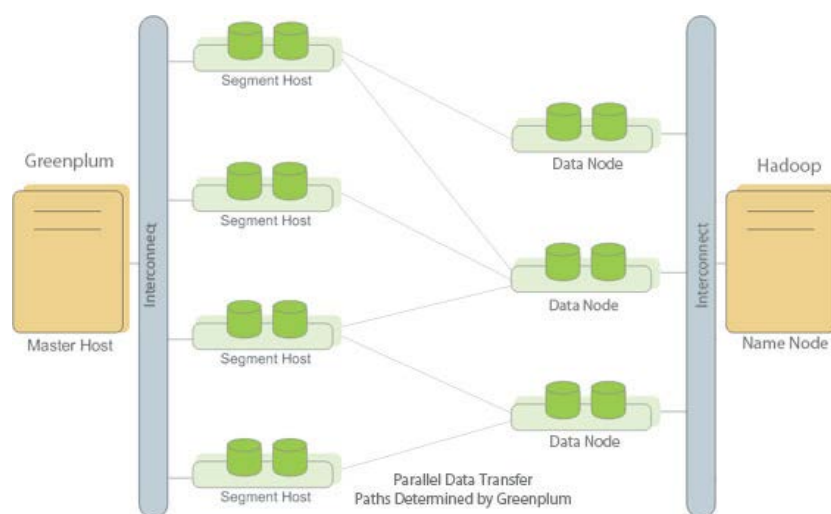 Greenplum
Master Host
Interconnect
Segment Host
Segment Host
Segment Host
Segment Host
Data Node
Data Node
Data Node
Interconnect
Hadoop
Name Node
Parallel Data Transfer
Paths Determined by Greenplum